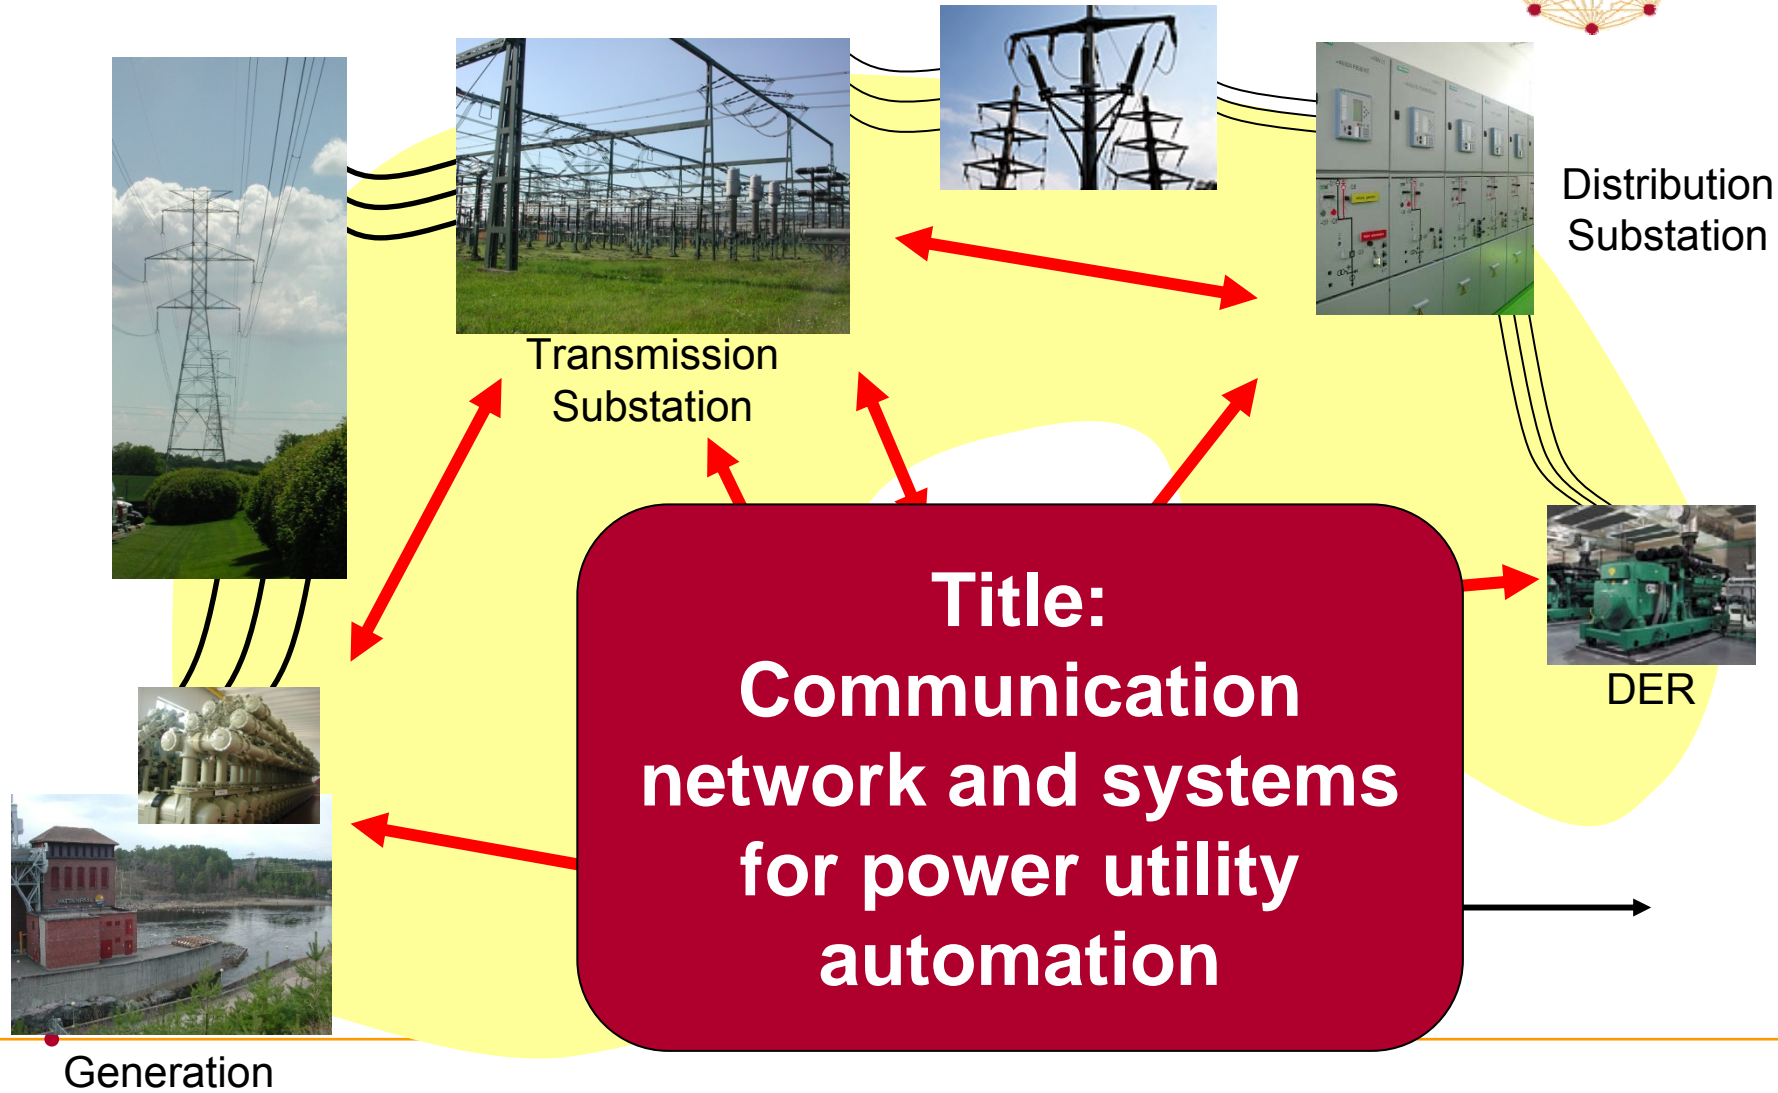 Distribution
Substation
Transmission
Substation
Title:
Communication
network and systems
for power utility
automation
DER
Generation